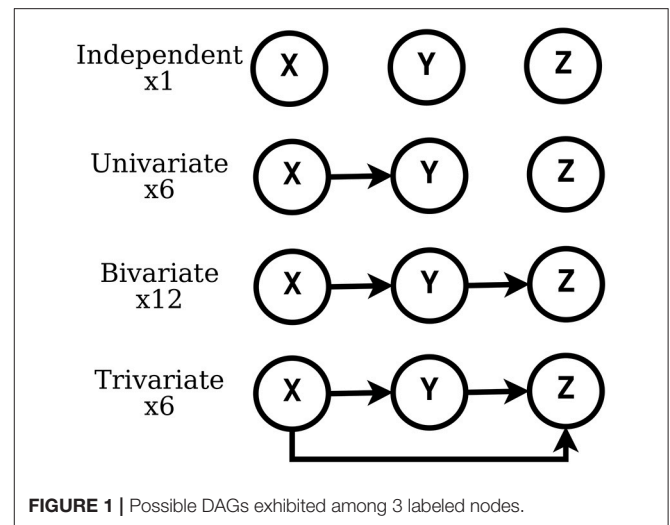 Independent
x1
X Y Z
Univariate
x6
X Y Z
Bivariate
x12
X Y Z
Trivariate
x6
X Y Z
FIGURE 1 | Possible DAGs exhibited among 3 labeled nodes.